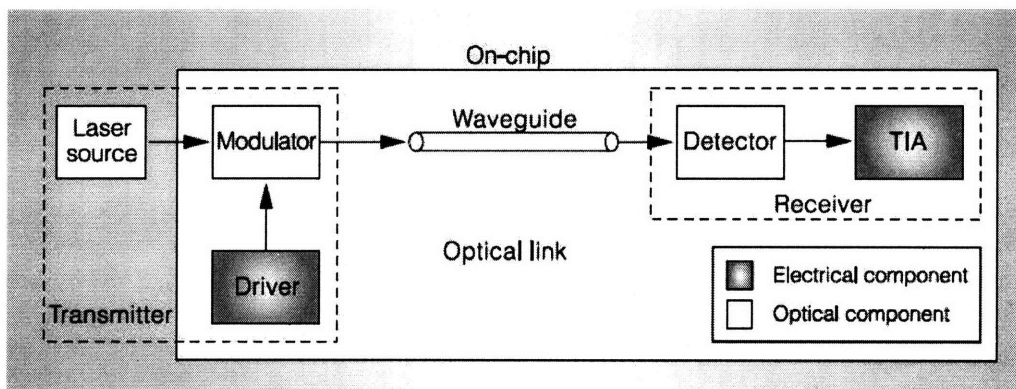 On-chip
Laser
source
Modulator
Waveguide
Detector
TIA
Receiver
Driver
Optical link
Transmitter
Electrical component
Optical component